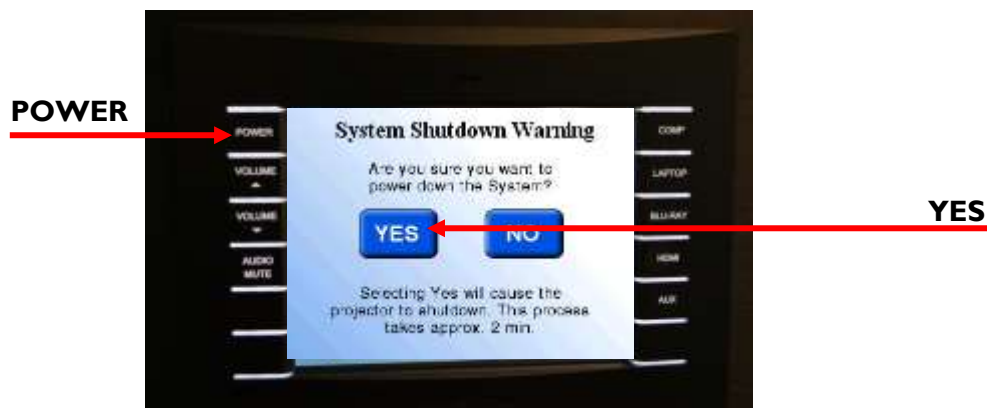 POWER
YES
POWER
VOLUME
VOLUME
AUDIO
MUTE
System Shutdown Warning
Are you sure you want to
power down the System?
YES
NO
Selecting Yes will cause the
projector to shutdown. This process
takes approx. 2 min.
COMP
LAPTOP
BLU-RAY
HDMI
AUX